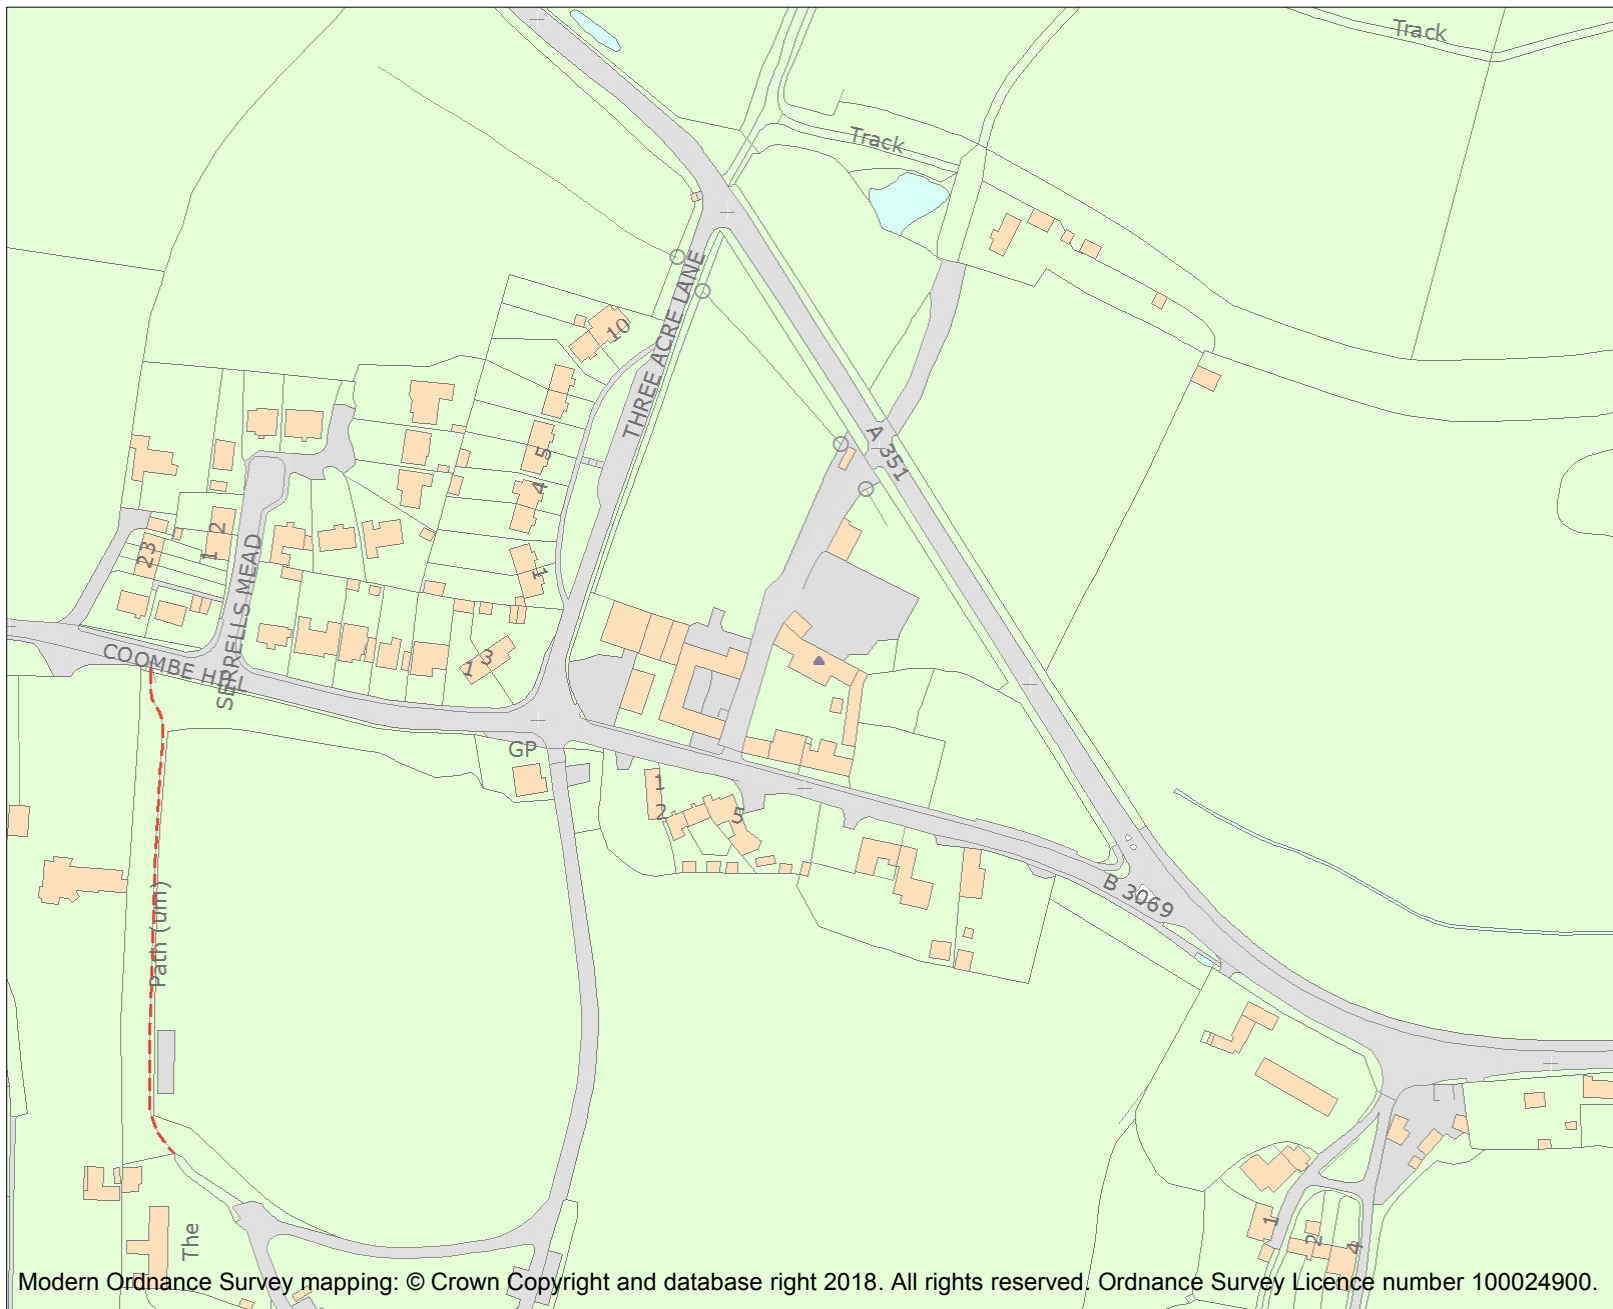 Track
Track
THREE ACRE LANE
10
A 351
5
4
1
2
1
23
SERRELLS MEAD
COOMBE HILL
1 3
GP
1
2
5
B 3069
Path (um)
The
1
2
4
Modern Ordnance Survey mapping: © Crown Copyright and database right 2018. All rights reserved. Ordnance Survey Licence number 100024900.